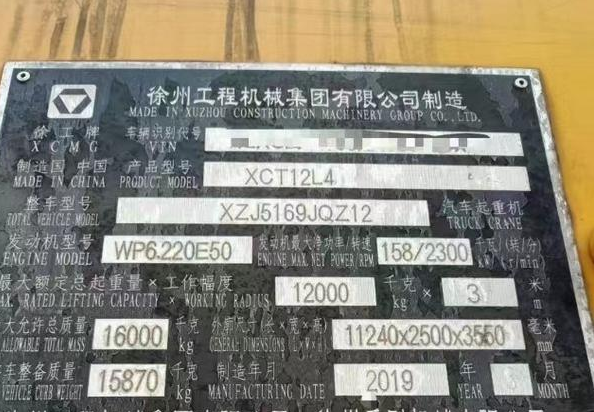 徐州工程机械集团有限公司制造
MADE IN XUZHOU CONSTRUCTION MACHINERY GROUP CO., LTD.
徐工牌 车辆识别代号
XCMG VIN
制造国 中国 产品型号 XCT12L4
MADE IN CHINA PRODUCT MODEL
整车型号 XZJ5169JQZ12 汽车起重机
TOTAL VEHICLE MODEL TRUCK CRANE
发动机型号 WP6.220E50 发动机最大净功率/转速 158/2300 千瓦/(转/分)
ENGINE MODEL ENGINE MAX. NET POWER RPM kW/(r/min)
最大额定总起重量×工作幅度 12000 千克 × 3 米
MAX. RATED LIFTING CAPACITY × WORKING RADIUS kg m
大允许总质量 16000 千克 外廓尺寸(长×宽×高) 11240x2500x3550 毫米
ALLOWABLE TOTAL MASS kg GENERAL DIMENSIONS (L×W×H) mm
车整备质量 15870 千克 制造年月 2019 年 月
VEHICLE CURB WEIGHT kg MANUFACTURING DATE YEAR MONTH